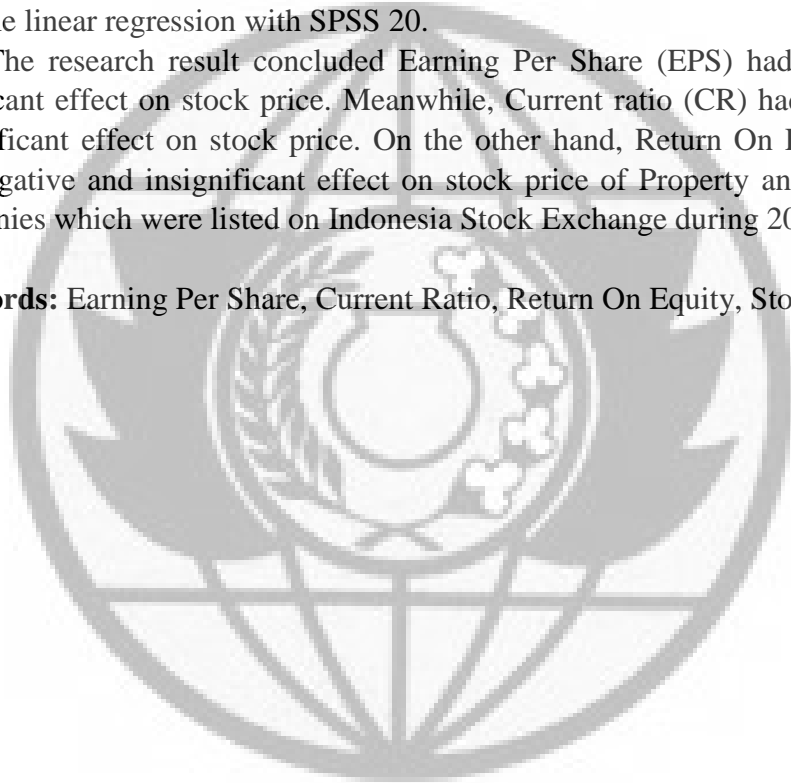 e linear regression with SPSS 20.
The research result concluded Earning Per Share (EPS) had
cant effect on stock price. Meanwhile, Current ratio (CR) had
ficant effect on stock price. On the other hand, Return On
gative and insignificant effect on stock price of Property an
nies which were listed on Indonesia Stock Exchange during 20
ords: Earning Per Share, Current Ratio, Return On Equity, Sto